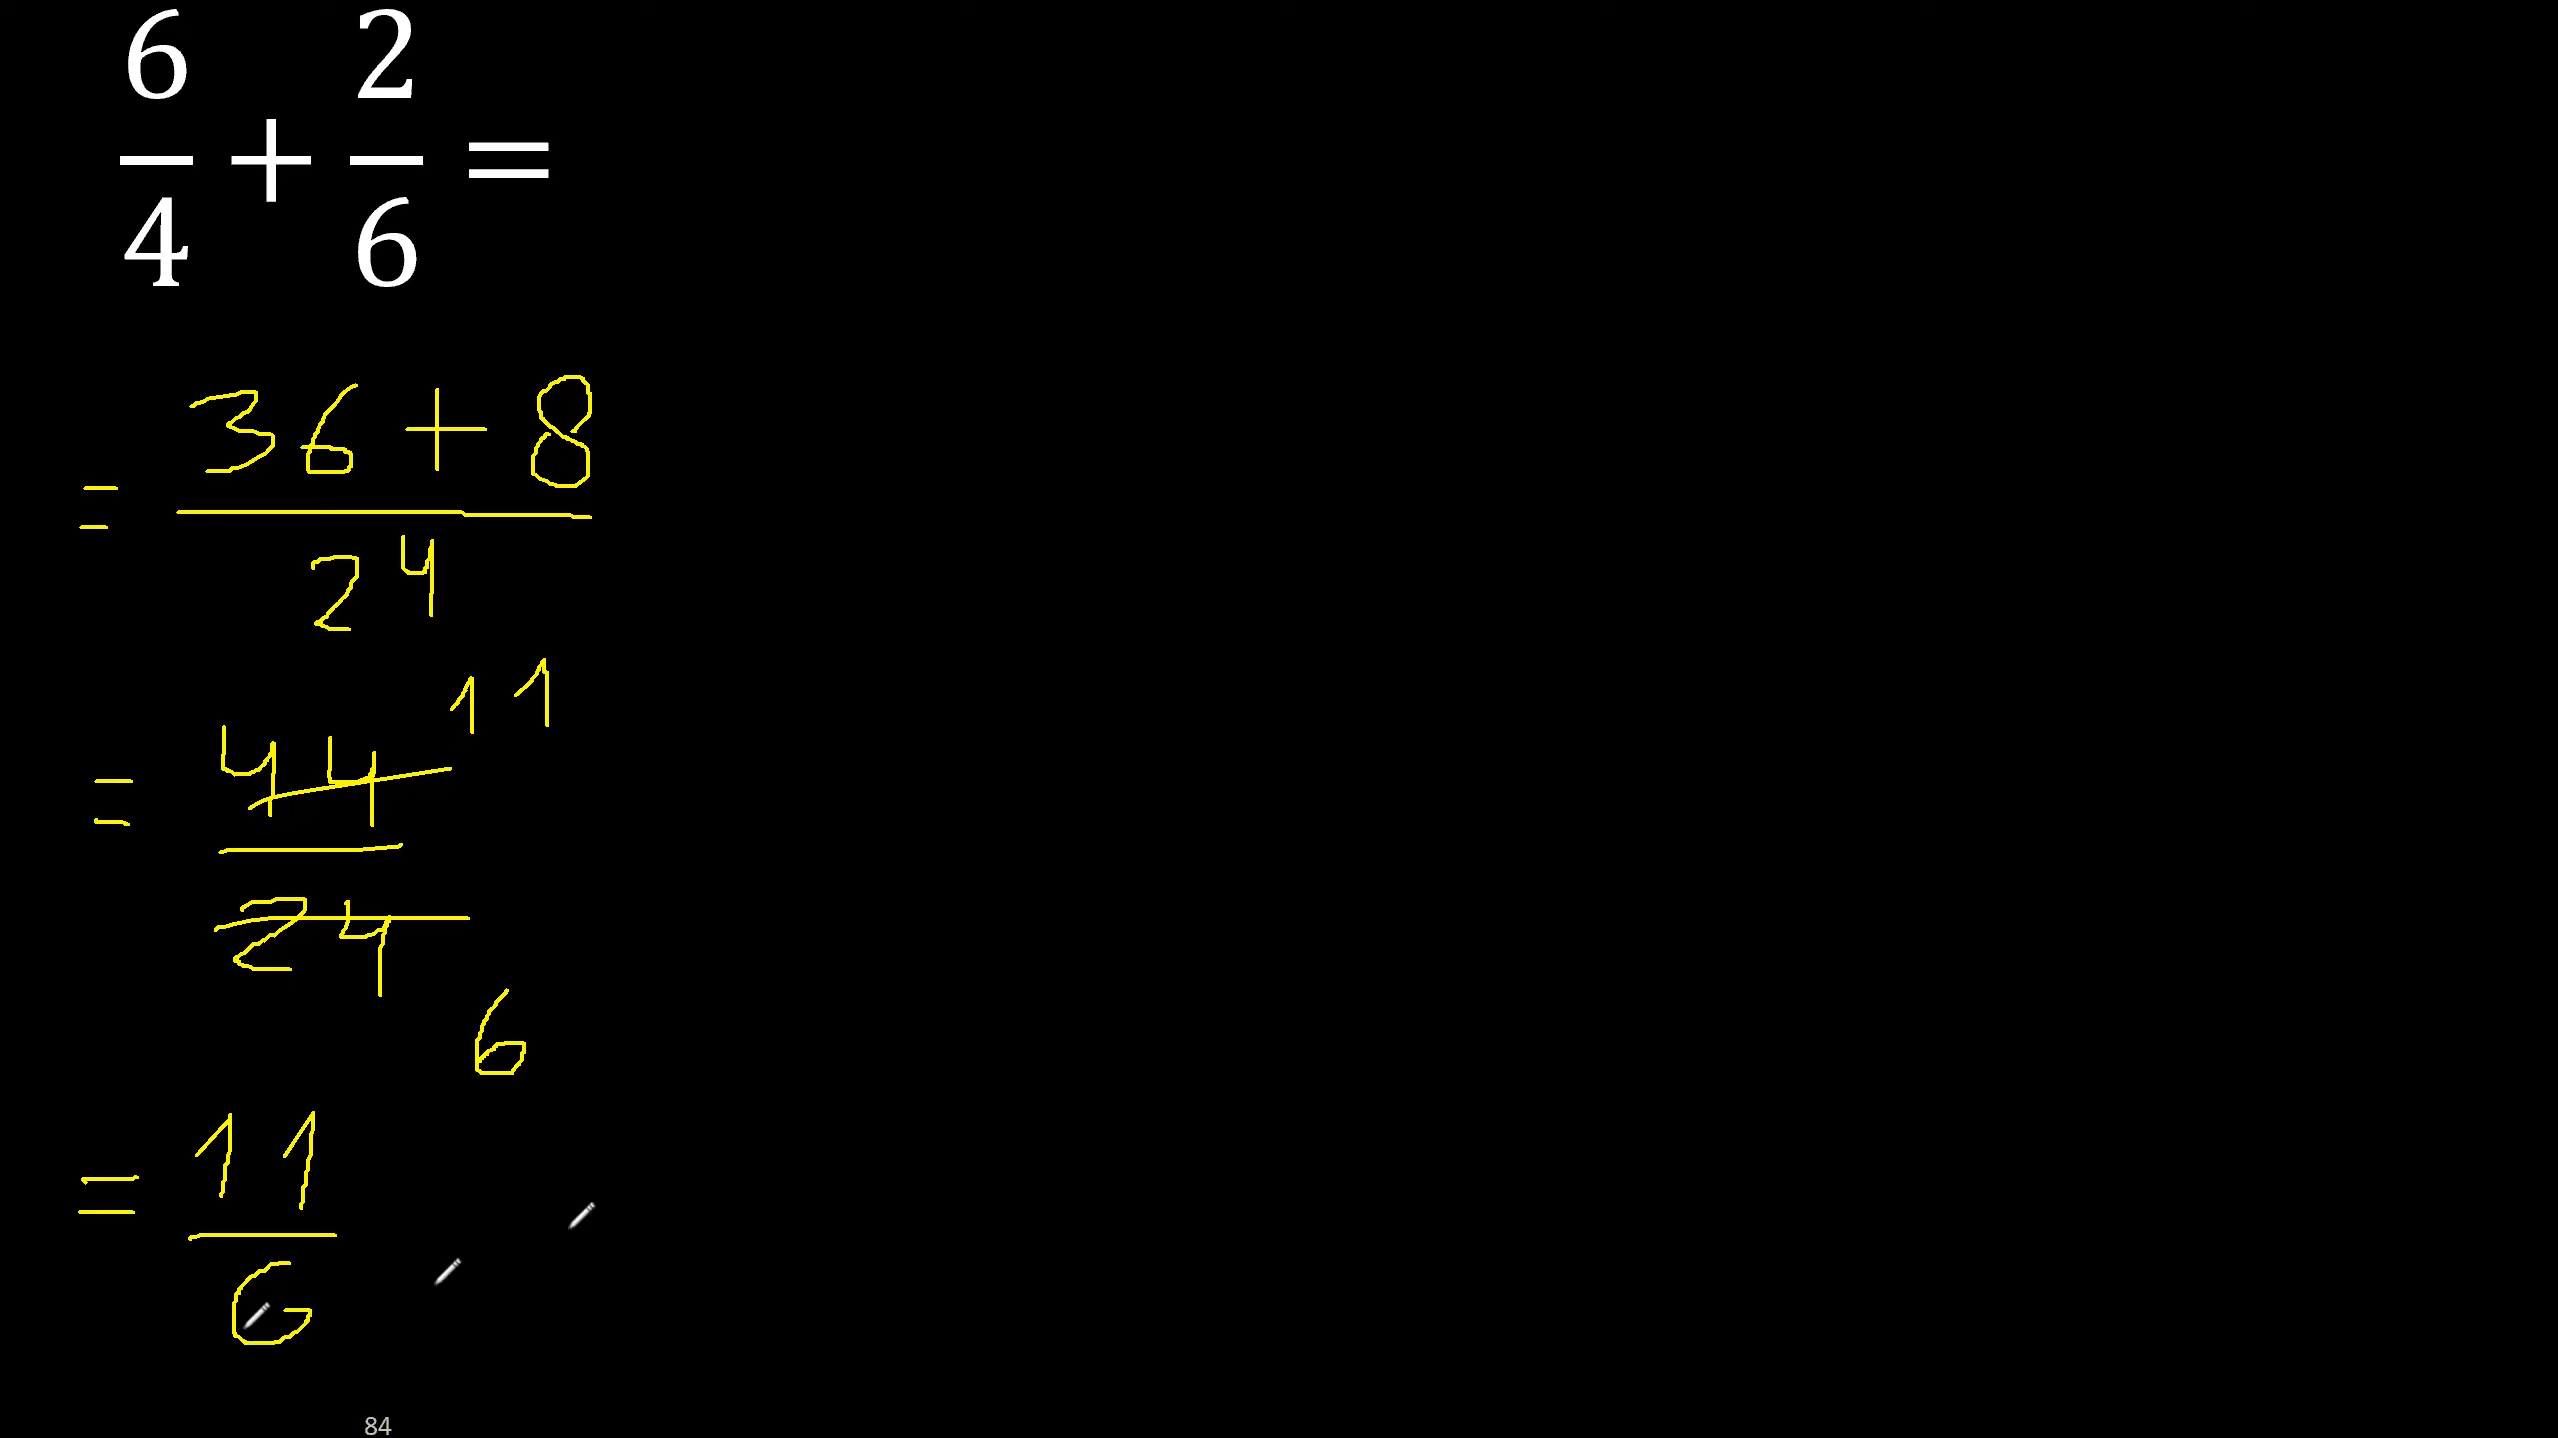 6/4 + 2/6 =
= 36 + 8 / 24
= 44 11 / 24 6
= 11 / 6
84